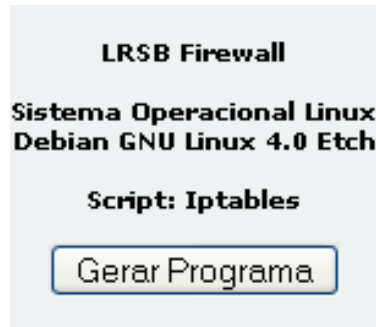 LRSB Firewall
Sistema Operacional Linux
Debian GNU Linux 4.0 Etch
Script: Iptables
Gerar Programa